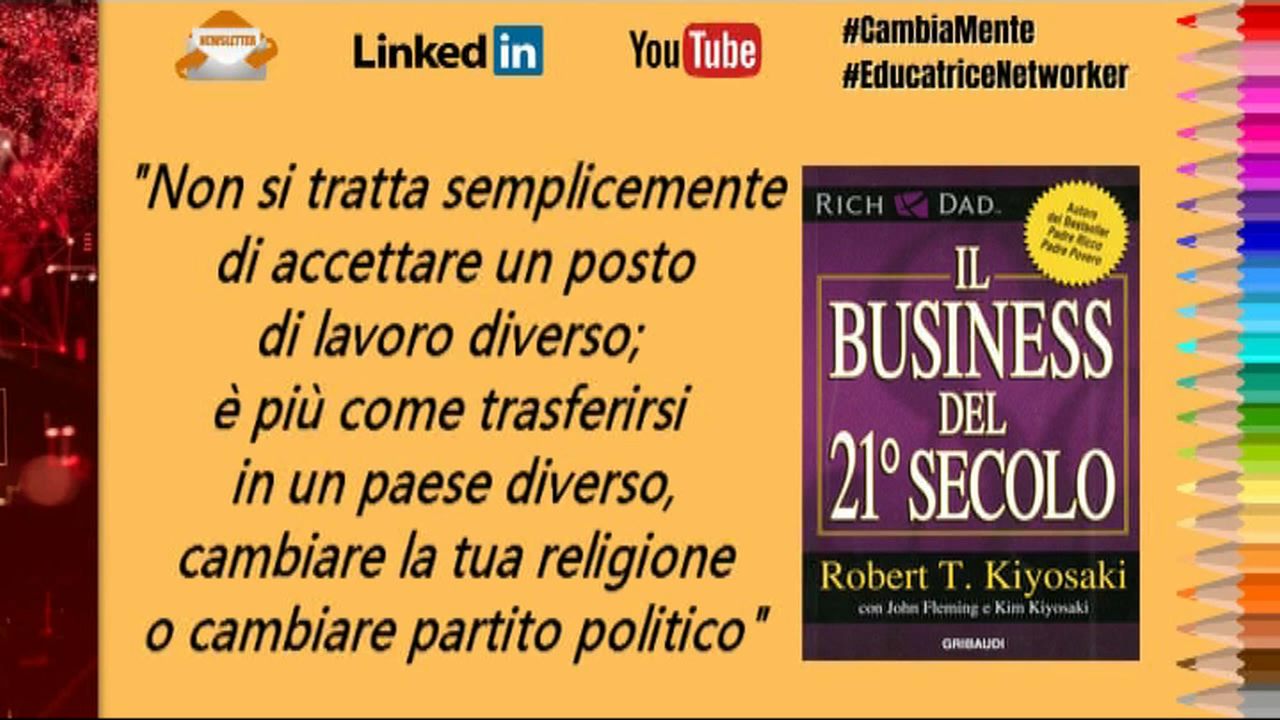 NEWSLETTER
Linked in
YouTube
#CambiaMente
#EducatriceNetworker
"Non si tratta semplicemente
di accettare un posto
di lavoro diverso;
è più come trasferirsi
in un paese diverso,
cambiare la tua religione
o cambiare partito politico"
RICH DAD
Autore
del Bestseller
Padre Ricco
Padre Povero
IL
BUSINESS
DEL
21° SECOLO
Robert T. Kiyosaki
con John Fleming e Kim Kiyosaki
GRIBAUDI